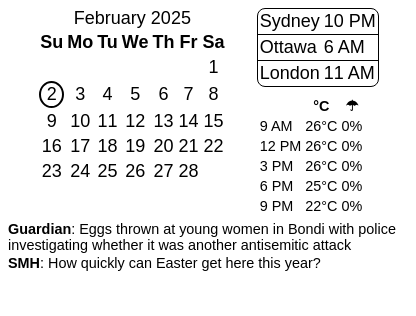 February 2025
Su Mo Tu We Th Fr Sa
1
2 3 4 5 6 7 8
9 10 11 12 13 14 15
16 17 18 19 20 21 22
23 24 25 26 27 28
Sydney 10 PM
Ottawa 6 AM
London 11 AM
°C ☂
9 AM 26°C 0%
12 PM 26°C 0%
3 PM 26°C 0%
6 PM 25°C 0%
9 PM 22°C 0%
Guardian: Eggs thrown at young women in Bondi with police
investigating whether it was another antisemitic attack
SMH: How quickly can Easter get here this year?